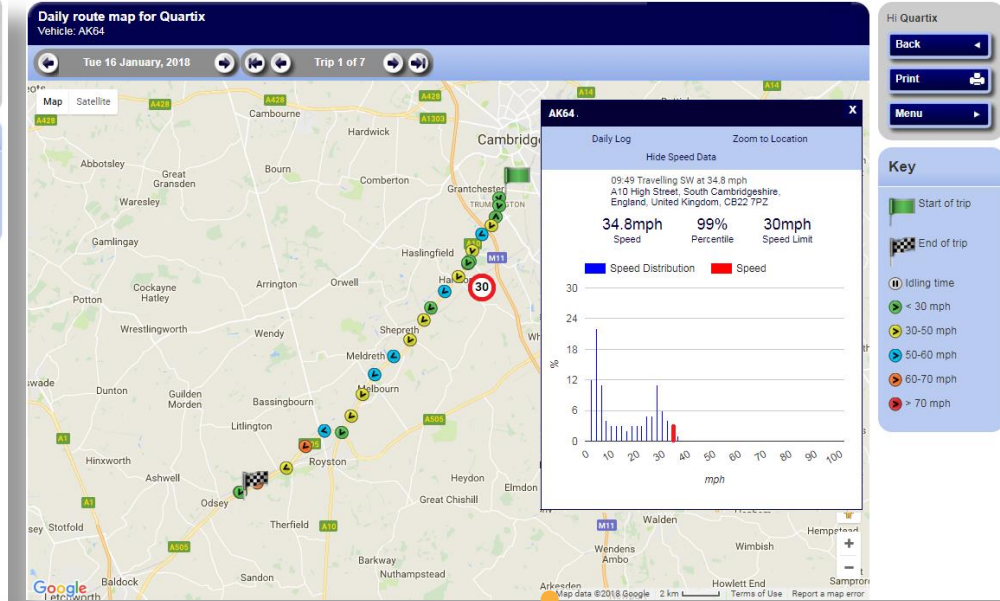 Daily route map for Quartix
Vehicle: AK64
Tue 16 January, 2018
Trip 1 of 7
Hi Quartix
Back
Print
Menu
Key
Start of trip
End of trip
Idling time
< 30 mph
30-50 mph
50-60 mph
60-70 mph
> 70 mph
Map
Satellite
A428
A428
A428
A428
A1303
A14
A14
Cambourne
Hardwick
Cambridg
Abbotsley
Great
Gransden
Bourn
Comberton
Grantchester
Waresley
Gamlingay
Haslingfield
M11
Cockayne
Hatley
Arrington
Orwell
30
Potton
Wrestlingworth
Wendy
Shepreth
Meldreth
Melbourn
Dunton
Guilden
Morden
Bassingbourn
Litlington
A505
A1
Hinxworth
Ashwell
Royston
Heydon
Elmdon
Odsey
Great Chishill
A1
Stotfold
Therfield
A10
A505
Barkway
Nuthampstead
Sandon
Baldock
Letchworth
Google
M11
Walden
Wendens
Ambo
Wimbish
Arkesden
Howlett End
AK64 .
X
Daily Log
Zoom to Location
Hide Speed Data
09:49 Travelling SW at 34.8 mph
A10 High Street, South Cambridgeshire,
England, United Kingdom, CB22 7PZ
34.8mph
99%
30mph
Speed
Percentile
Speed Limit
Speed Distribution
Speed
30
24
18
12
6
0
%
0 10 20 30 40 50 60 70 80 90 100
mph
+
−
Map data ©2018 Google
2 km
Terms of Use
Report a map error